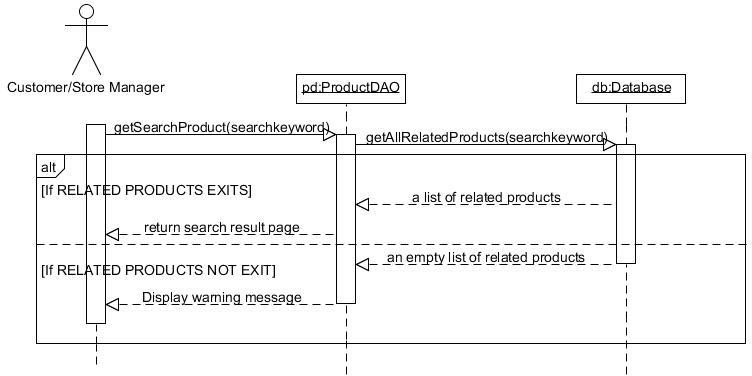 Customer/Store Manager
pd:ProductDAO
db:Database
getSearchProduct(searchkeyword)
getAllRelatedProducts(searchkeyword)
alt
[If RELATED PRODUCTS EXITS]
a list of related products
return search result page
an empty list of related products
[If RELATED PRODUCTS NOT EXIT]
Display warning message